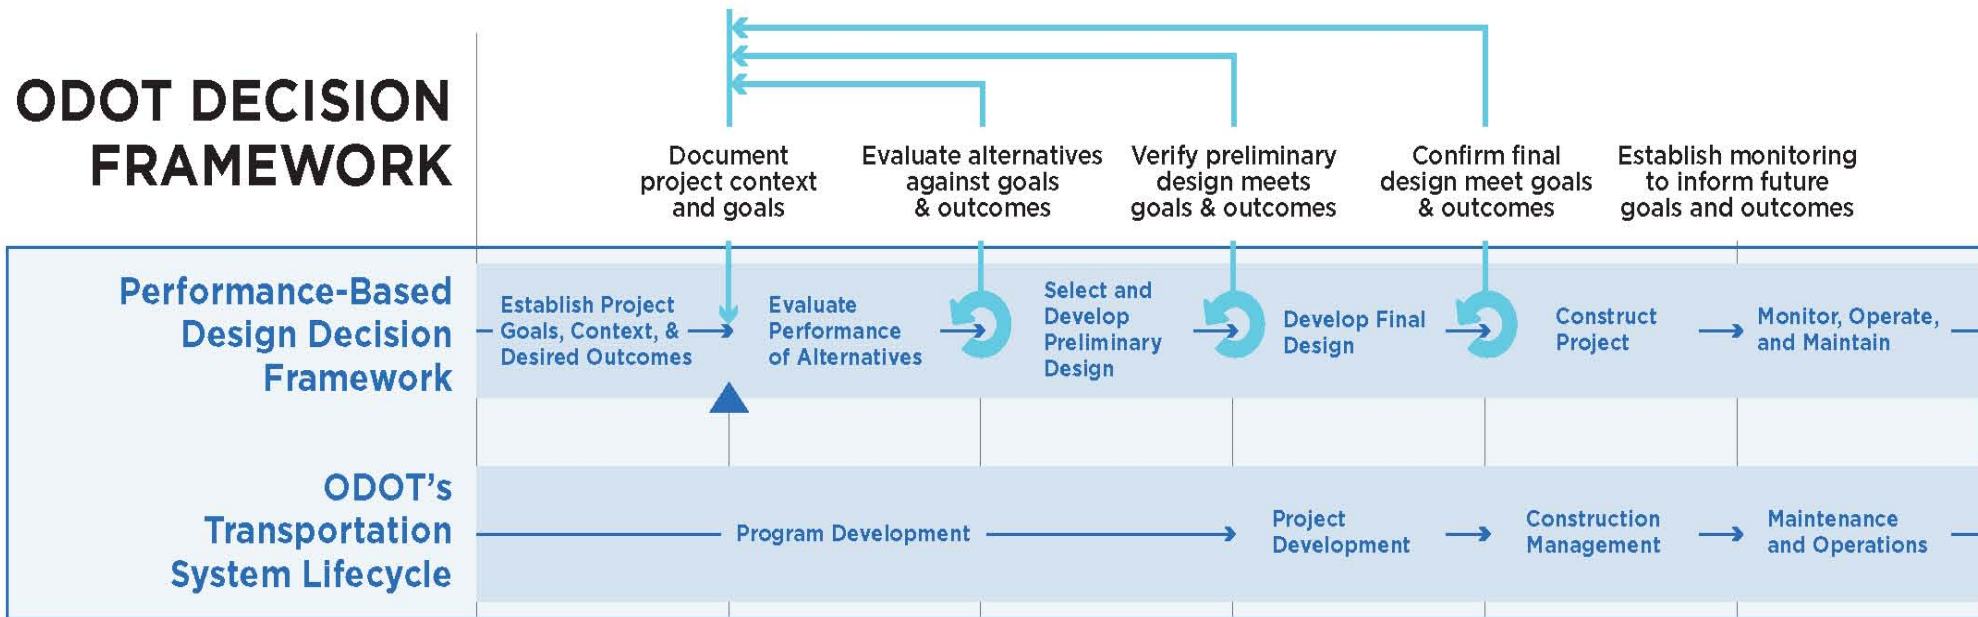 ODOT DECISION
FRAMEWORK
Document
project context
and goals
Evaluate alternatives
against goals
& outcomes
Verify preliminary
design meets
goals & outcomes
Confirm final
design meet goals
& outcomes
Establish monitoring
to inform future
goals and outcomes
Performance-Based
Design Decision
Framework
Establish Project
Goals, Context, &
Desired Outcomes
Evaluate
Performance
of Alternatives
Select and
Develop
Preliminary
Design
Develop Final
Design
Construct
Project
Monitor, Operate,
and Maintain
ODOT's
Transportation
System Lifecycle
Program Development
Project
Development
Construction
Management
Maintenance
and Operations